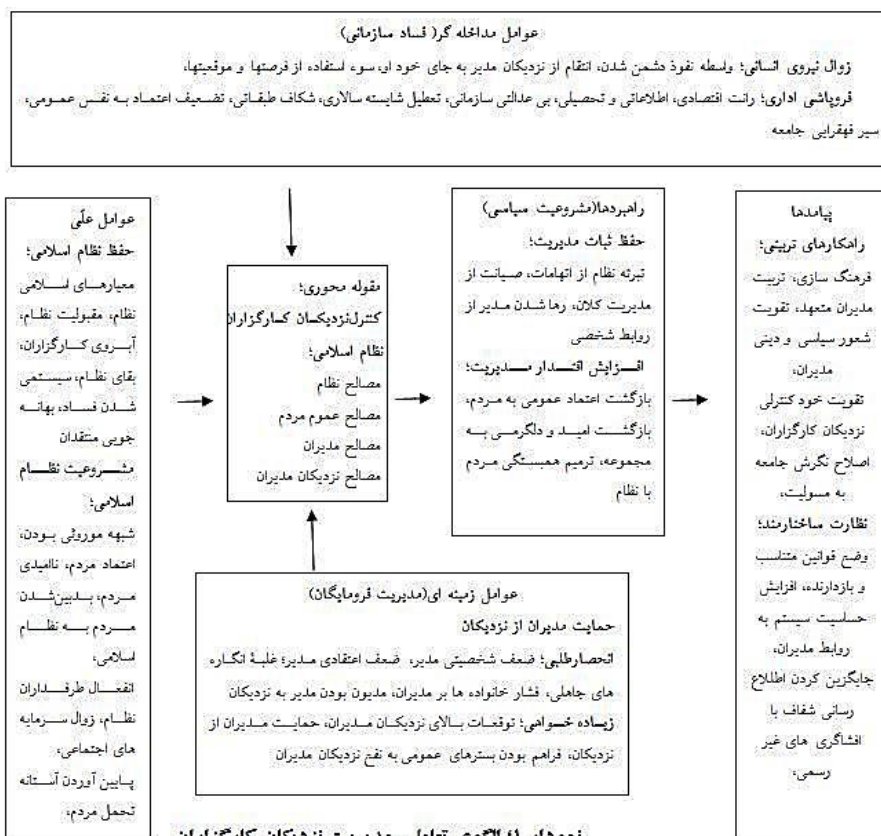 عوامل مداخله گر( فساد سازمانی)
زوال نیروی انسانی؛ واسطه نفوذ دشمن شدن، انتقام از نزدیکان مدیر به جای خود او، سوء استفاده از فرصتها و موقعیتها،
فروپاشی اداری؛ رانت اقتصادی، اطلاعاتی و تحصیلی، بی عدالتی سازمانی، تعطیل شایسته سالاری، شکاف طبقاتی، تضعیف اعتماد به نفس عمومی،
سیر قهقرایی جامعه
عوامل علّی
حفظ نظام اسلامی؛
معیارهای اسلامی
نظام، مقبولیت نظام،
آبروی کارگزاران،
بقای نظام، سیستمی
شدن فساد، بهانه
جویی منتقدان
مشروعیت نظام
اسلامی؛
شبهه موروثی بودن،
اعتماد مردم، ناامیدی
مردم، بدبین‌شدن
مردم به نظام
اسلامی،
انفعال طرفداران
نظام، زوال سرمایه
های اجتماعی،
پایین آوردن آستانه
تحمل مردم،
مقوله محوری؛
کنترل‌نزدیکان کارگزاران
نظام اسلامی؛
مصالح نظام
مصالح عموم مردم
مصالح مدیران
مصالح نزدیکان مدیران
راهبردها(مشروعیت سیاسی)
حفظ ثبات مدیریت؛
تبرئه نظام از اتهامات، صیانت از
مدیریت کلان، رها شدن مدیر از
روابط شخصی
افزایش اقتدار مدیریت؛
بازگشت اعتماد عمومی به مردم،
بازگشت امید و دلگرمی به
مجموعه، ترمیم همبستگی مردم
با نظام
پیامدها
راهکارهای تربیتی؛
فرهنگ سازی، تربیت
مدیران متعهد، تقویت
شعور سیاسی و دینی
مدیران،
تقویت خود کنترلی
نزدیکان کارگزاران،
اصلاح نگرش جامعه
به مسولیت،
نظارت ساختارمند؛
وضع قوانین متناسب
و بازدارنده، افزایش
حساسیت سیستم به
روابط مدیران،
جایگزین کردن اطلاع
رسانی شفاف با
افشاگری های غیر
رسمی،
عوامل زمینه ای(مدیریت فرومایگان)
حمایت مدیران از نزدیکان
انحصارطلبی؛ ضعف شخصیتی مدیر، ضعف اعتقادی مدیر؛ غلبهٔ انگاره
های جاهلی، فشار خانواده ها بر مدیران، مدیون بودن مدیر به نزدیکان
زیاده خواهی؛ توقعات بالای نزدیکان مدیران، حمایت مدیران از
نزدیکان، فراهم بودن بسترهای عمومی به نفع نزدیکان مدیران